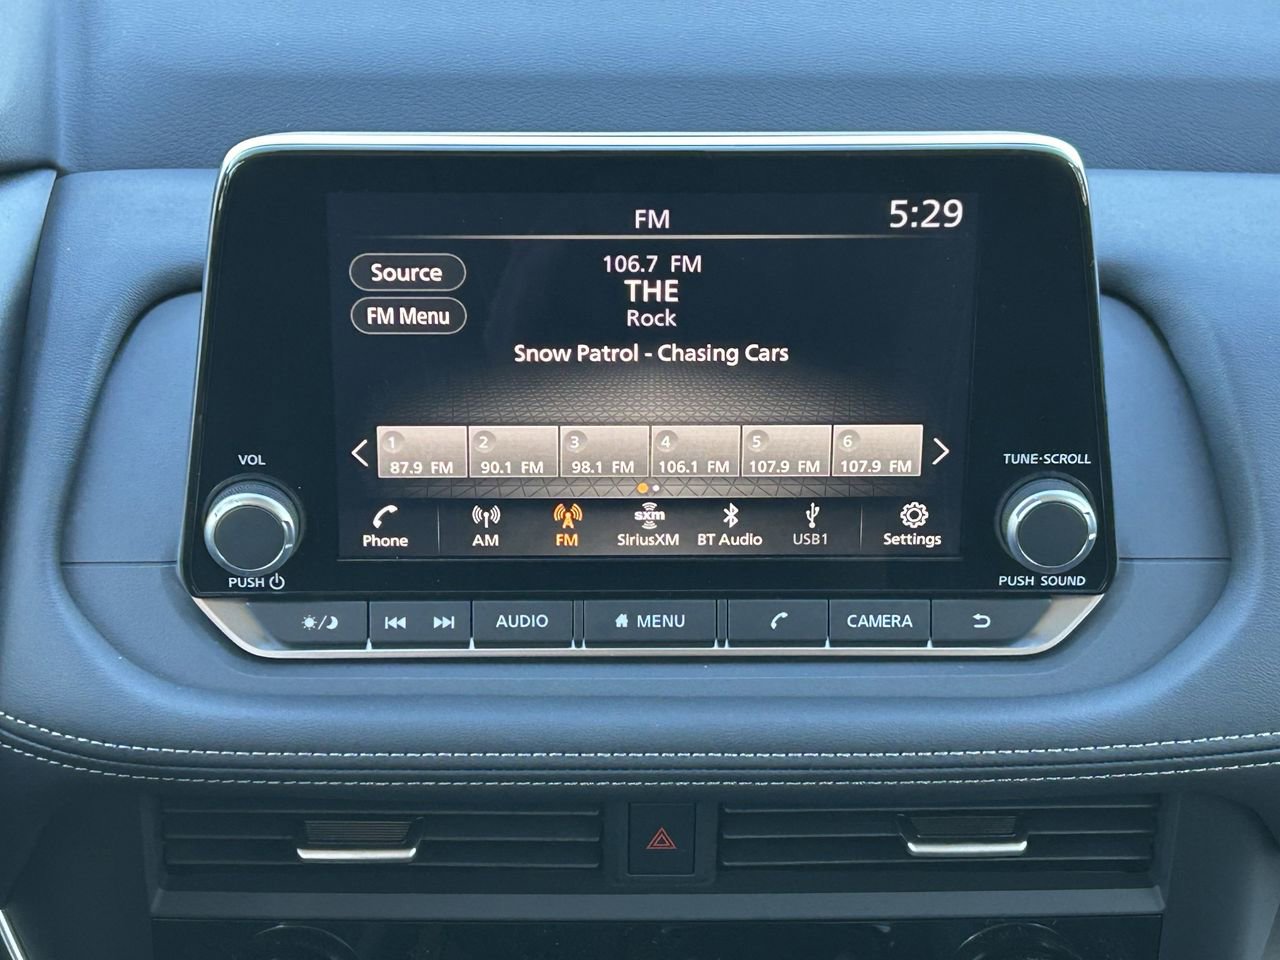 FM
5:29
Source
106.7 FM
THE
Rock
FM Menu
Snow Patrol - Chasing Cars
1 2 3 4 5 6
87.9 FM 90.1 FM 98.1 FM 106.1 FM 107.9 FM 107.9 FM
VOL
TUNE·SCROLL
sxm
Phone AM FM SiriusXM BT Audio USB1 Settings
PUSH
PUSH SOUND
AUDIO MENU CAMERA